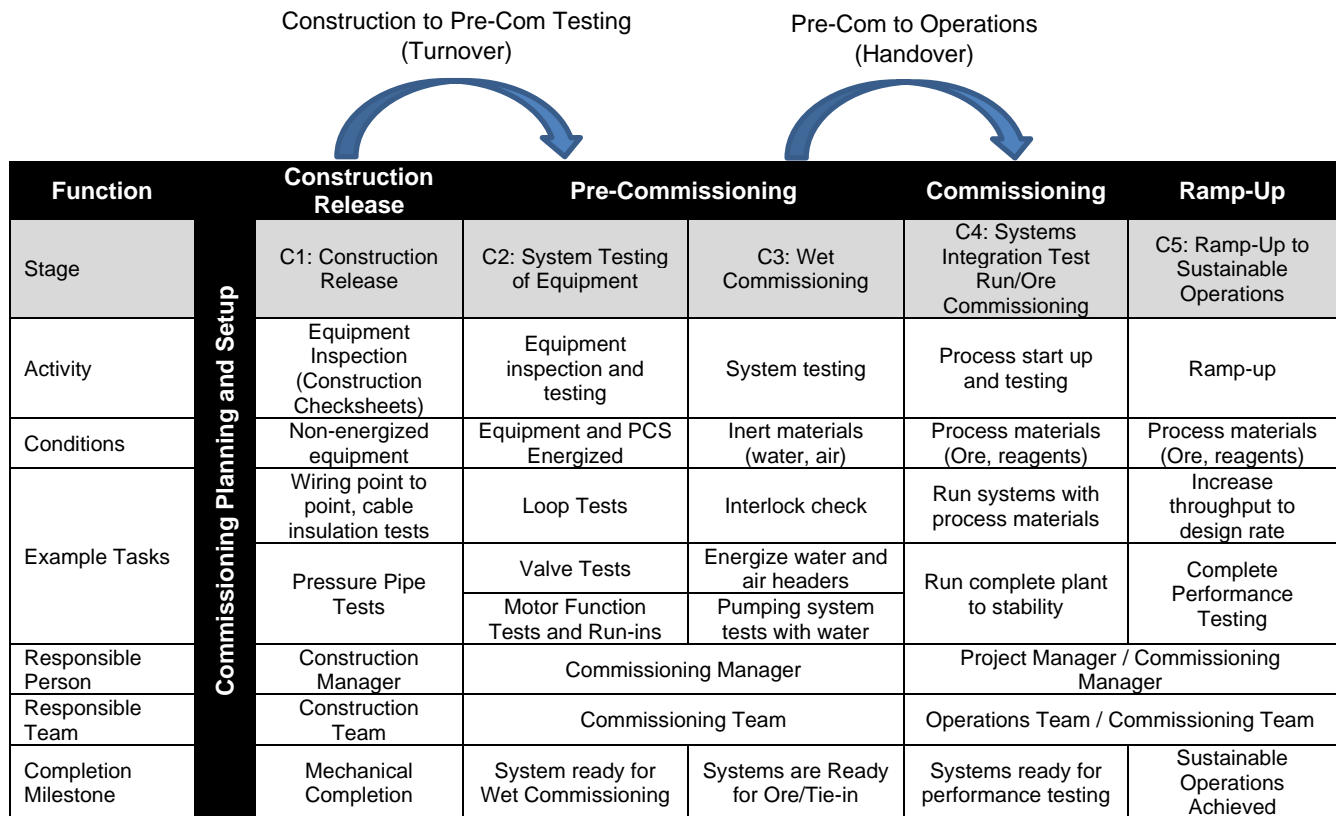 Construction to Pre-Com Testing
(Turnover)
Pre-Com to Operations
(Handover)
Function
Construction
Release
Pre-Commissioning
Commissioning
Ramp-Up
Commissioning Planning and Setup
Stage
C1: Construction
Release
C2: System Testing
of Equipment
C3: Wet
Commissioning
C4: Systems
Integration Test
Run/Ore
Commissioning
C5: Ramp-Up to
Sustainable
Operations
Activity
Equipment
Inspection
(Construction
Checksheets)
Equipment
inspection and
testing
System testing
Process start up
and testing
Ramp-up
Conditions
Non-energized
equipment
Equipment and PCS
Energized
Inert materials
(water, air)
Process materials
(Ore, reagents)
Process materials
(Ore, reagents)
Example Tasks
Wiring point to
point, cable
insulation tests
Loop Tests
Interlock check
Run systems with
process materials
Increase
throughput to
design rate
Pressure Pipe
Tests
Valve Tests
Energize water and
air headers
Run complete plant
to stability
Complete
Performance
Testing
Motor Function
Tests and Run-ins
Pumping system
tests with water
Responsible
Person
Construction
Manager
Commissioning Manager
Project Manager / Commissioning
Manager
Responsible
Team
Construction
Team
Commissioning Team
Operations Team / Commissioning Team
Completion
Milestone
Mechanical
Completion
System ready for
Wet Commissioning
Systems are Ready
for Ore/Tie-in
Systems ready for
performance testing
Sustainable
Operations
Achieved